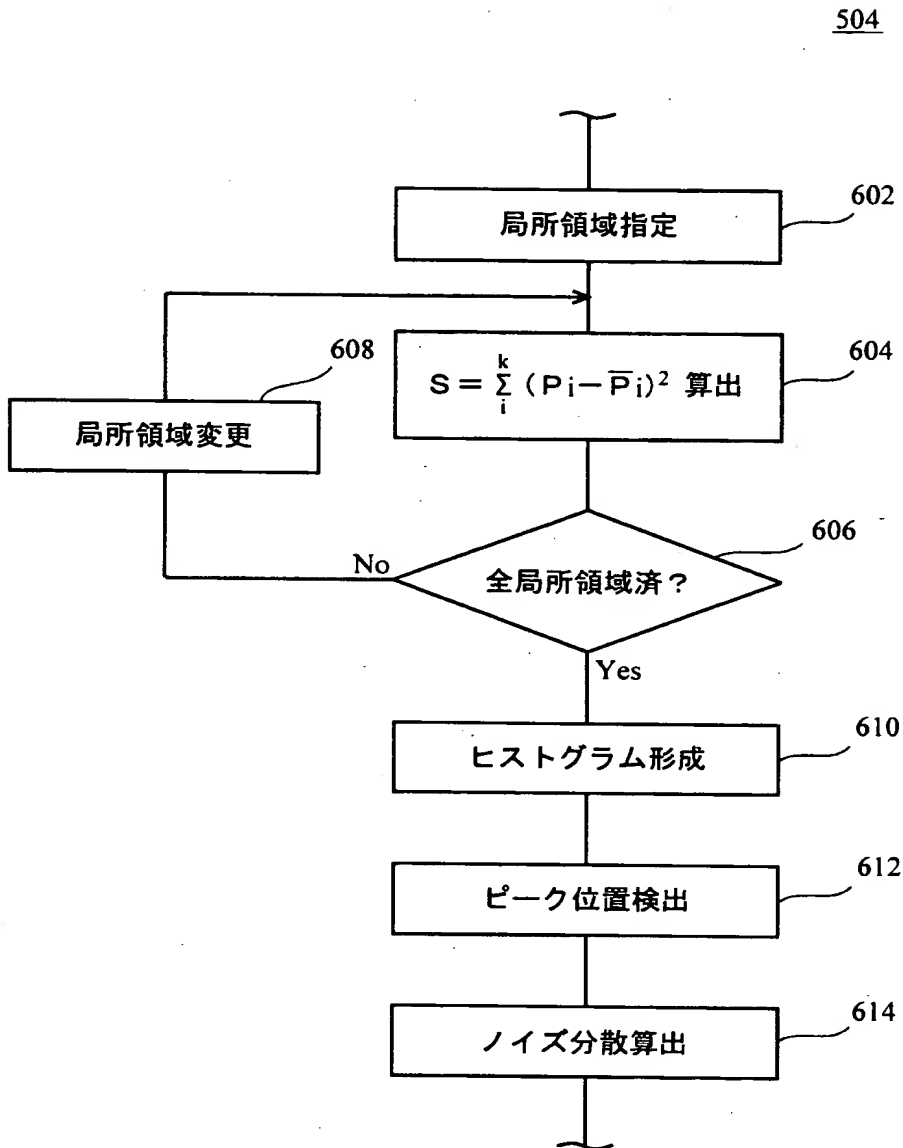 504
602
局所領域指定
608
604
S = \sum_{i}^{k} (Pi−\overline{P}i)² 算出
局所領域変更
606
No
全局所領域済？
Yes
610
ヒストグラム形成
612
ピーク位置検出
614
ノイズ分散算出